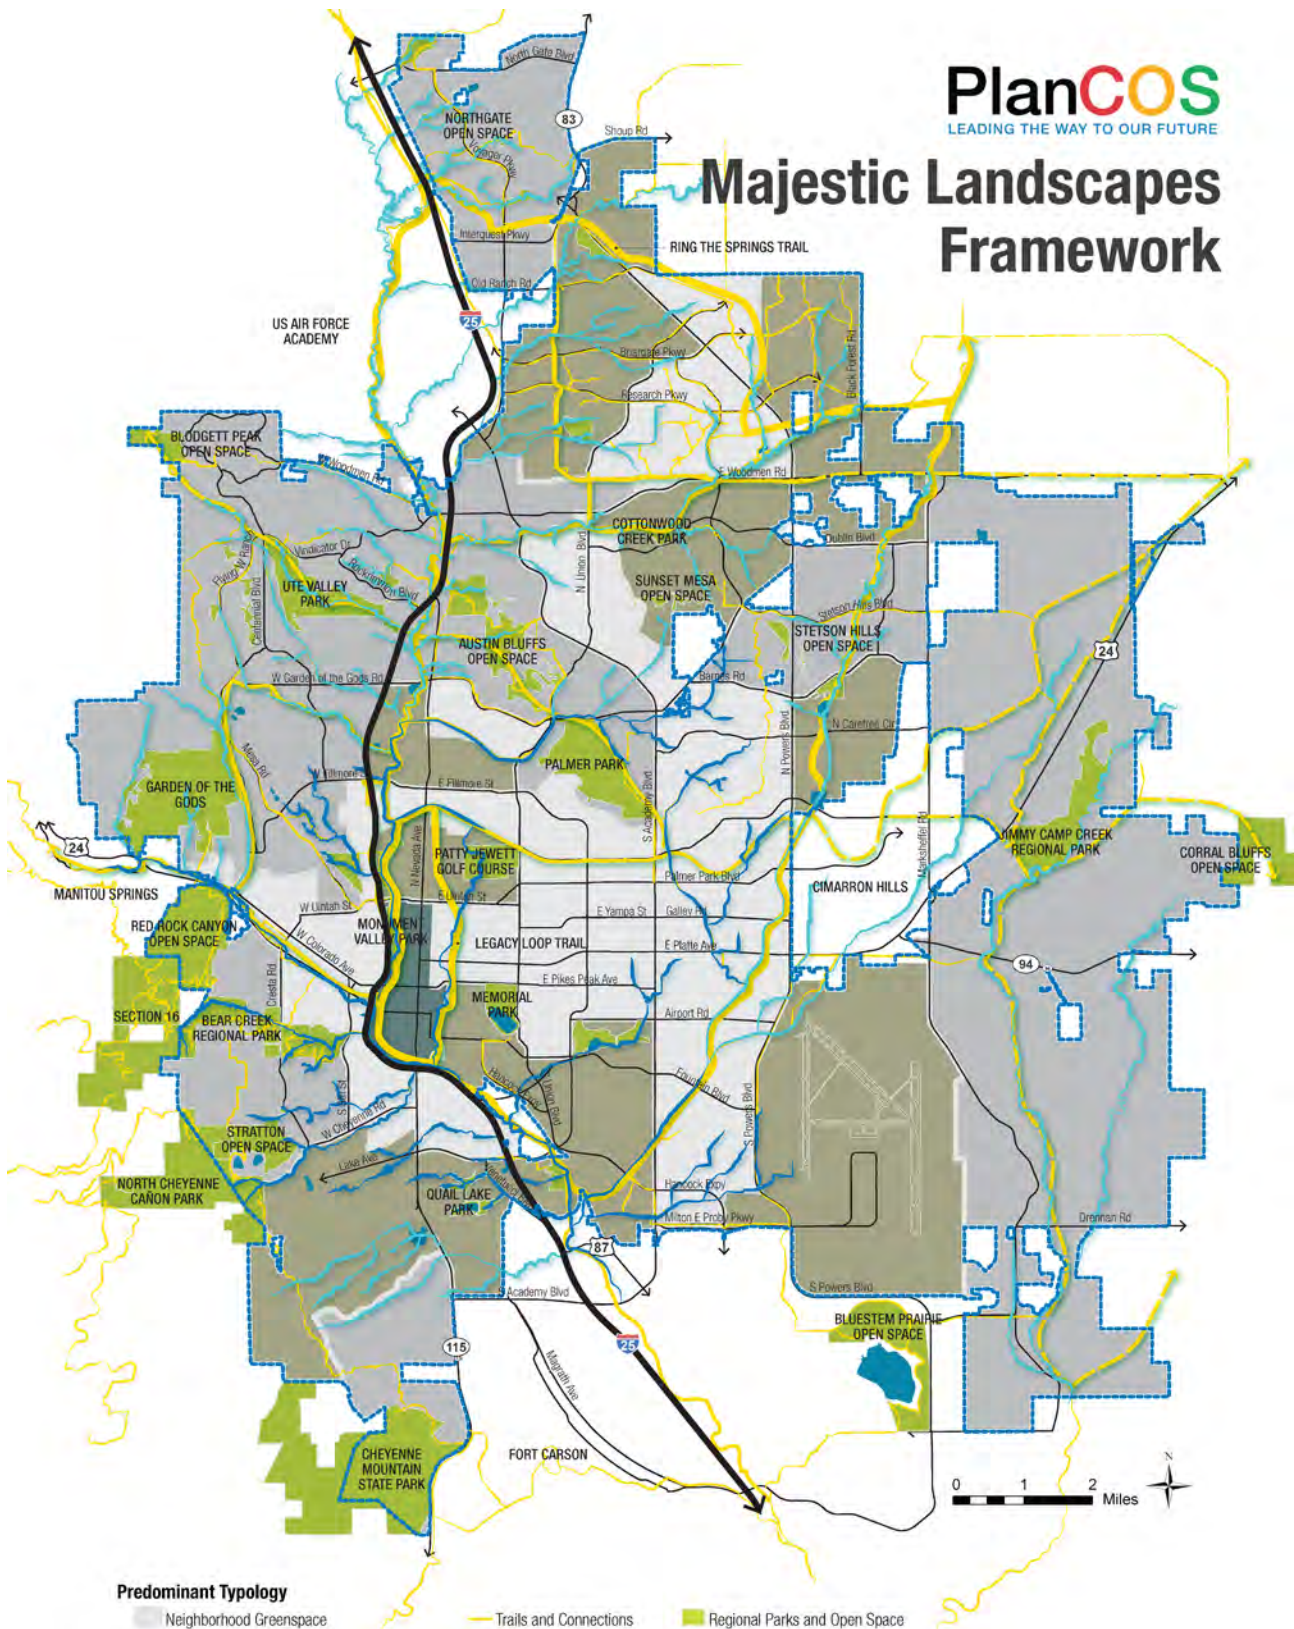 PlanCOS
LEADING THE WAY TO OUR FUTURE
Majestic Landscapes
Framework
North Gate Blvd
NORTHGATE
OPEN SPACE
83
Shoup Rd
Voyager Pkwy
Interquest Pkwy
RING THE SPRINGS TRAIL
Old Ranch Rd
US AIR FORCE
ACADEMY
25
Briargate Pkwy
Black Forest Rd
Research Pkwy
BLODGETT PEAK
OPEN SPACE
W Woodmen Rd
E Woodmen Rd
COTTONWOOD
CREEK PARK
Dublin Blvd
Vindicator Dr
Flying W Ranch
N Union Blvd
Rockrimmon Blvd
UTE VALLEY
PARK
SUNSET MESA
OPEN SPACE
Centennial Blvd
Stetson Hills Blvd
STETSON HILLS
OPEN SPACE
AUSTIN BLUFFS
OPEN SPACE
24
W Garden of the Gods Rd
Barnes Rd
N Carefree Cir
N Powers Blvd
Mesa Rd
PALMER PARK
W Fillmore St
E Fillmore St
GARDEN OF THE
GODS
S Academy Blvd
Marksheffel Rd
24
N Nevada Ave
PATTY JEWETT
GOLF COURSE
JIMMY CAMP CREEK
REGIONAL PARK
CORRAL BLUFFS
OPEN SPACE
Palmer Park Blvd
MANITOU SPRINGS
CIMARRON HILLS
E Uintah St
W Uintah St
E Yampa St
Galley Rd
RED ROCK CANYON
OPEN SPACE
MONUMENT
VALLEY PARK
W Colorado Ave
LEGACY LOOP TRAIL
E Platte Ave
94
Cresta Rd
E Pikes Peak Ave
MEMORIAL
PARK
SECTION 16
BEAR CREEK
REGIONAL PARK
Airport Rd
Fountain Blvd
S Union Blvd
S Powers Blvd
W Cheyenne Rd
STRATTON
OPEN SPACE
Lake Ave
NORTH CHEYENNE
CAÑON PARK
QUAIL LAKE
PARK
Hancock Expy
Milton E Proby Pkwy
Drennan Rd
87
S Academy Blvd
S Powers Blvd
BLUESTEM PRAIRIE
OPEN SPACE
115
25
Magrath Ave
CHEYENNE
MOUNTAIN
STATE PARK
FORT CARSON
N
0 1 2
Miles
Predominant Typology
Neighborhood Greenspace
Trails and Connections
Regional Parks and Open Space